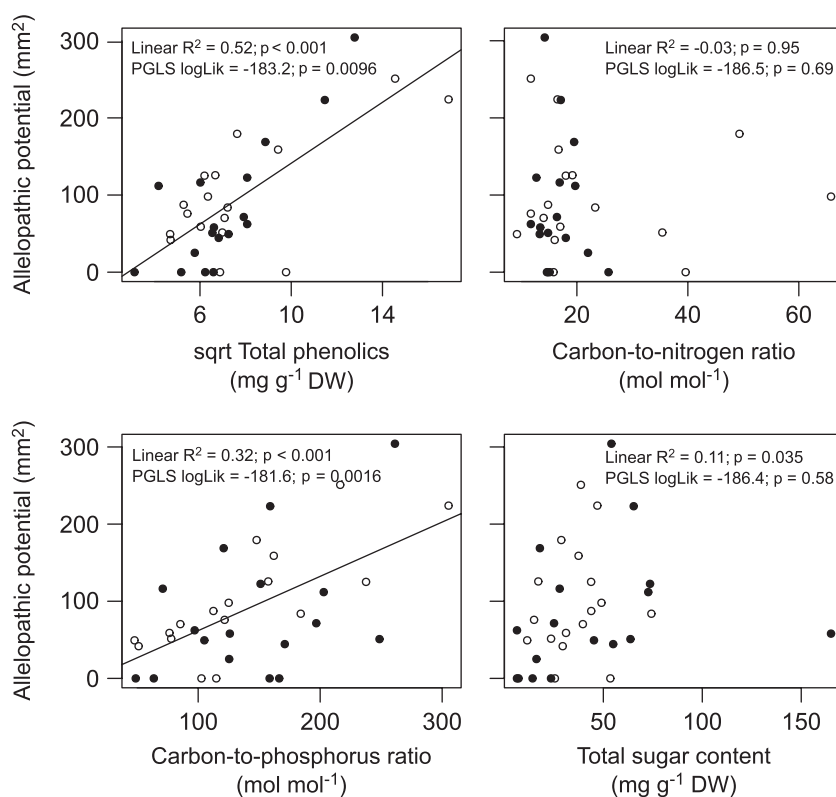 Allelopathic potential (mm²)
300
200
100
0
Linear R² = 0.52; p < 0.001
PGLS logLik = -183.2; p = 0.0096
6 10 14
sqrt Total phenolics
(mg g⁻¹ DW)
Linear R² = -0.03; p = 0.95
PGLS logLik = -186.5; p = 0.69
20 40 60
Carbon-to-nitrogen ratio
(mol mol⁻¹)
Allelopathic potential (mm²)
300
200
100
0
Linear R² = 0.32; p < 0.001
PGLS logLik = -181.6; p = 0.0016
100 200 300
Carbon-to-phosphorus ratio
(mol mol⁻¹)
Linear R² = 0.11; p = 0.035
PGLS logLik = -186.4; p = 0.58
50 100 150
Total sugar content
(mg g⁻¹ DW)